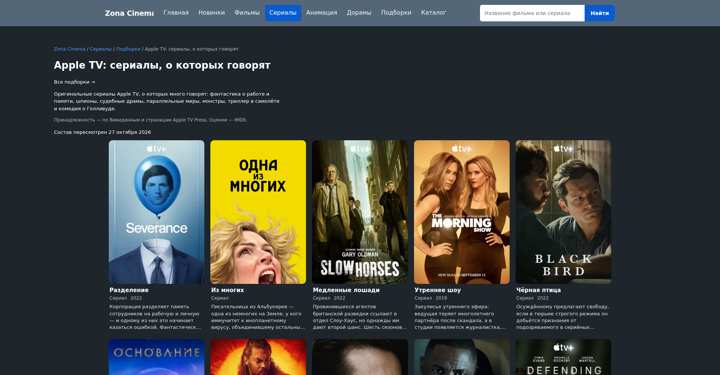 Zona Cinema
Главная Новинки Фильмы Сериалы Анимация Дорамы Подборки Каталог
Название фильма или сериала
Найти
Zona Cinema / Сериалы / Подборки / Apple TV: сериалы, о которых говорят
Apple TV: сериалы, о которых говорят
Все подборки →
Оригинальные сериалы Apple TV, о которых много говорят: фантастика о работе и
памяти, шпионы, судебные драмы, параллельные миры, монстры, триллер в самолёте
и комедия о Голливуде.
Принадлежность — по Википедии и страницам Apple TV Press. Оценки — IMDb.
Состав пересмотрен 27 октября 2026
tv+
Severance
Разделение
Сериал 2022
Корпорация разделяет память
сотрудников на рабочую и личную
— и одному из них это начинает
казаться ошибкой. Фантастическ…
ОДНА
ИЗ
МНОГИХ
Из многих
Сериал
Писательница из Альбукерке —
одна из немногих на Земле, у кого
иммунитет к инопланетному
вирусу, объединившему остальны…
tv+
GARY OLDMAN
SLOW HORSES
Медленные лошади
Сериал 2022
Провинившихся агентов
британской разведки ссылают в
отдел Слоу-Хаус, но однажды им
дают второй шанс. Шесть сезонов…
tv+
THE
MORNING
SHOW
Утреннее шоу
Сериал 2019
Закулисье утреннего эфира:
ведущая теряет многолетнего
партнёра после скандала, а в
студии появляется журналистка,…
tv+
BLACK
BIRD
Чёрная птица
Сериал 2022
Осуждённому предлагают свободу,
если в тюрьме строгого режима он
добьётся признания от
подозреваемого в серийных…
ОСНОВАНИЕ
tv+
DEFENDING